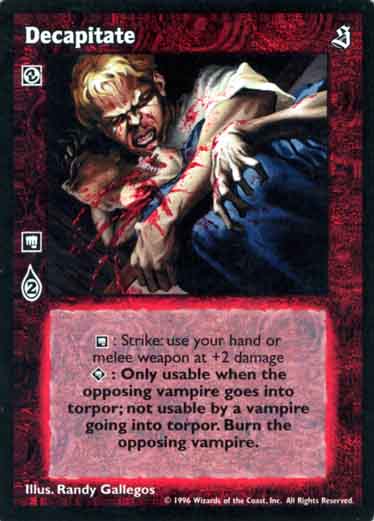 Decapitate
2
: Strike: use your hand or
melee weapon at +2 damage
: Only usable when the
opposing vampire goes into
torpor; not usable by a vampire
going into torpor. Burn the
opposing vampire.
Illus. Randy Gallegos
© 1996 Wizards of the Coast, Inc. All Rights Reserved.